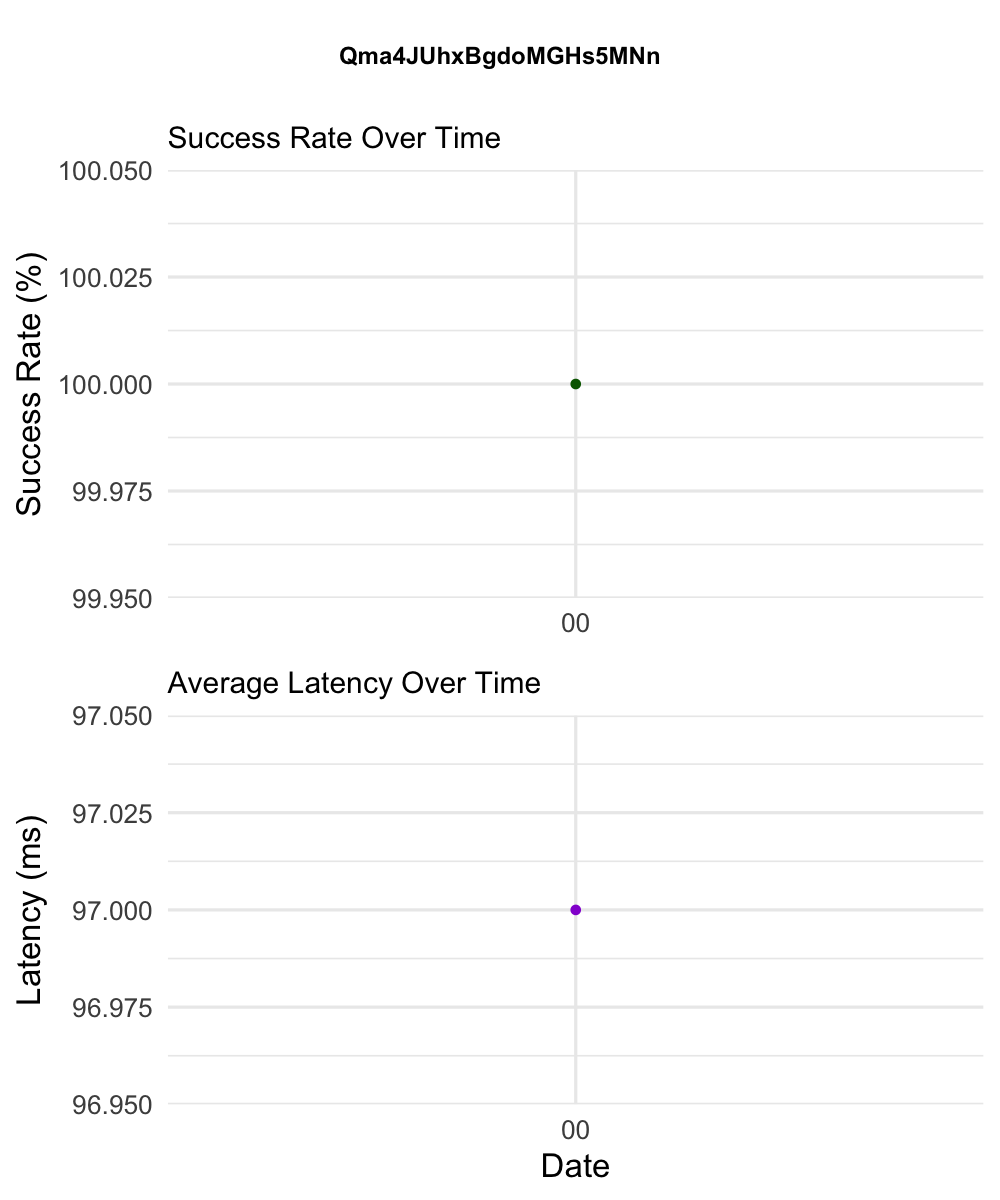 Qma4JUhxBgdoMGHs5MNn
Success Rate Over Time
Success Rate (%)
100.050
100.025
100.000
99.975
99.950
00
Average Latency Over Time
Latency (ms)
97.050
97.025
97.000
96.975
96.950
00
Date